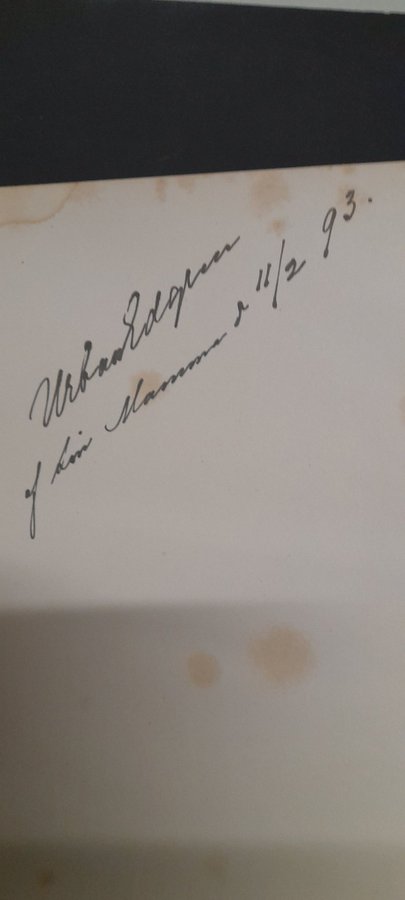 Urban Edgren
af sin Mamma d 11/2 93.